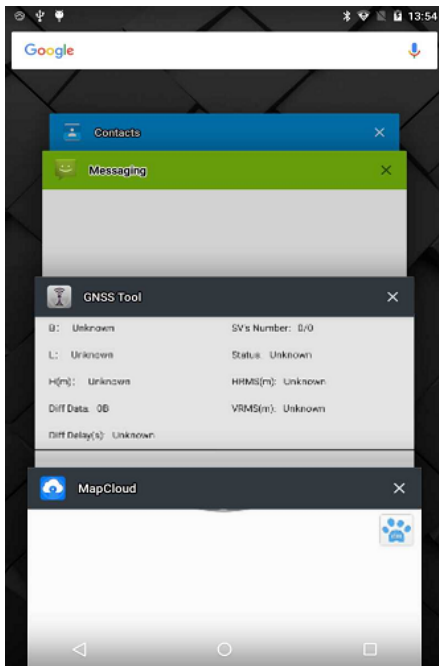 13:54
Google
Contacts
Messaging
GNSS Tool
B: Unknown SV's Number: 0/0
L: Unknown Status: Unknown
H(m): Unknown HRMS(m): Unknown
Diff Data: 0B VRMS(m): Unknown
Diff Delay(s): Unknown
MapCloud